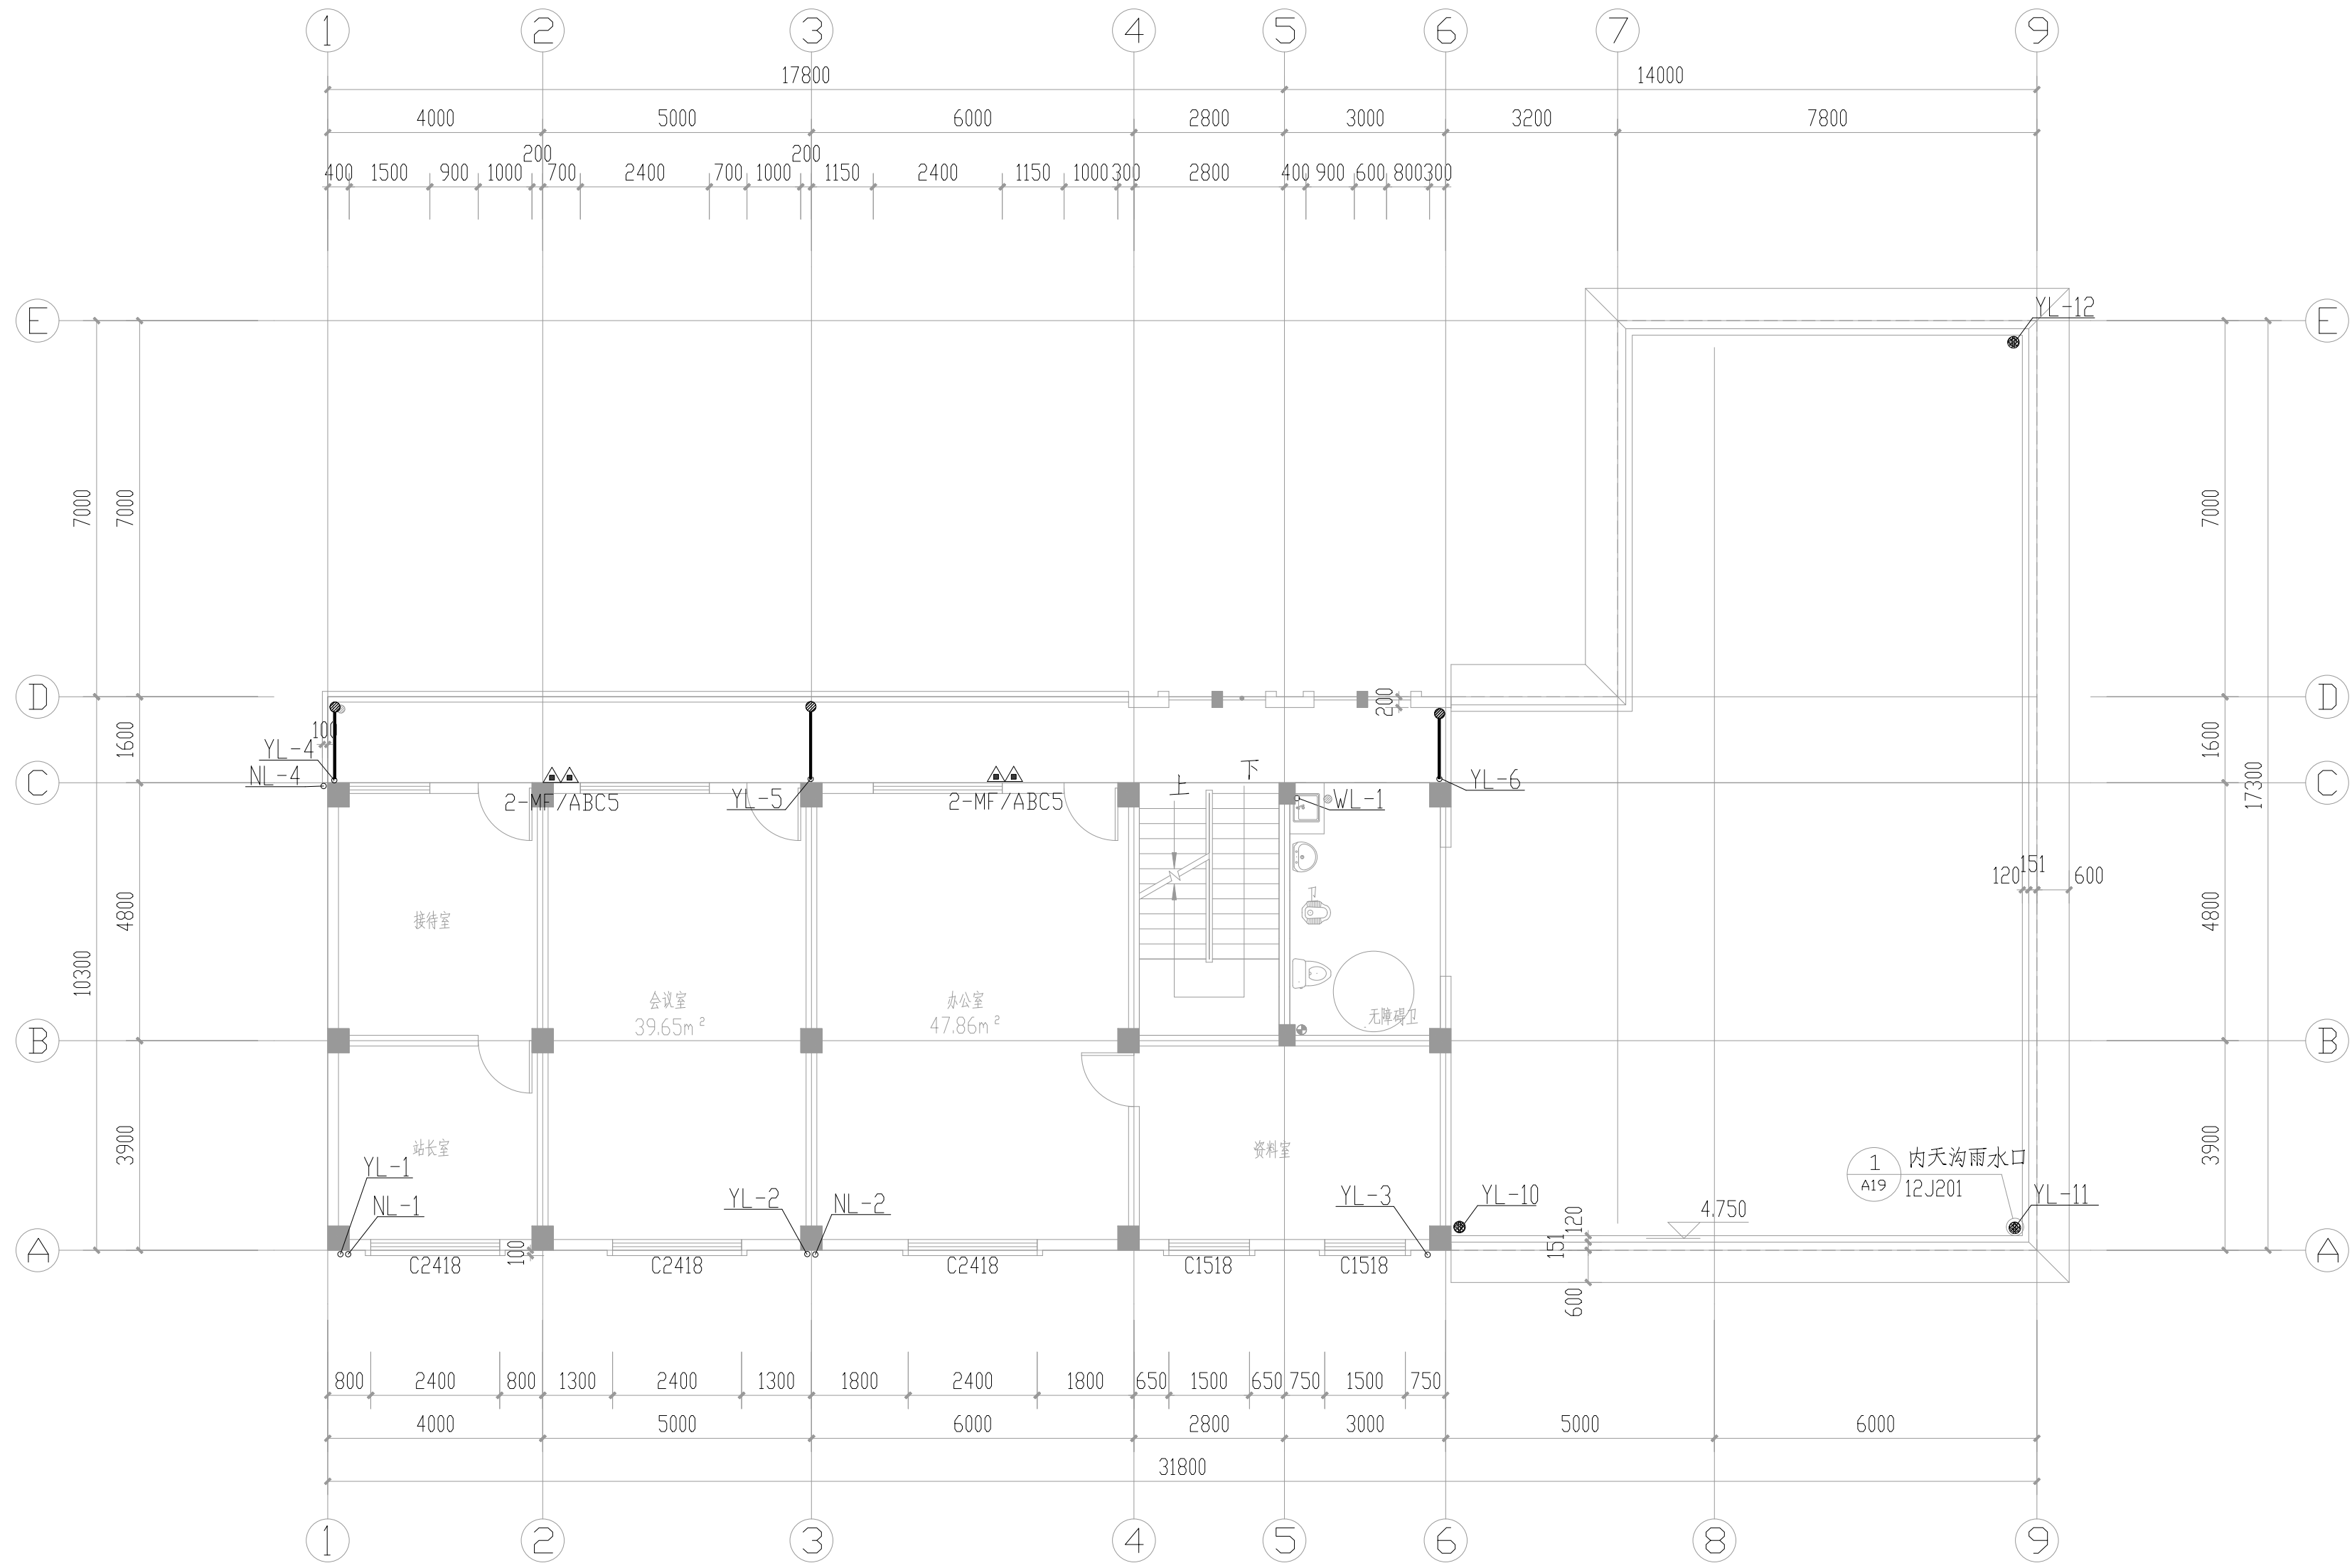 1 2 3 4 5 6 7 9
17800 14000
4000 5000 6000 2800 3000 3200 7800
200 200
400 1500 900 1000 700 2400 700 1000 1150 2400 1150 1000 300 2800 400 900 600 800 300
YL-12
E E
7000 7000 7000
D D
200
100
1600 1600
YL-4
NL-4
C C
上 下
YL-6
17300
2-MF/ABC5 YL-5 2-MF/ABC5 WL-1
120 151 600
4800 4800
接待室
10300
会议室
39.65m²
办公室
47.86m²
无障碍卫
B B
3900 3900
站长室 资料室
YL-1
NL-1
YL-2 NL-2
YL-3 YL-10
1
A19
内天沟雨水口
12J201
YL-11
4.750
120
151
600
A A
100
C2418 C2418 C2418 C1518 C1518
800 2400 800 1300 2400 1300 1800 2400 1800 650 1500 650 750 1500 750
4000 5000 6000 2800 3000 5000 6000
31800
1 2 3 4 5 6 8 9